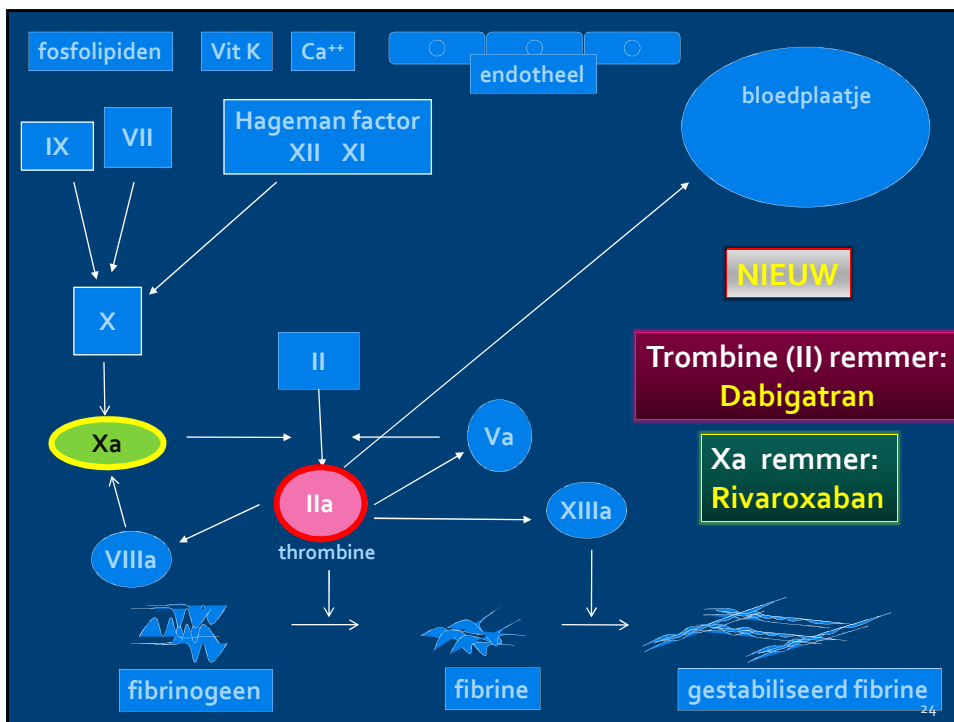 fosfolipiden
Vit K
Ca⁺⁺
endotheel
bloedplaatje
IX
VII
Hageman factor
XII XI
NIEUW
X
II
Trombine (II) remmer:
Dabigatran
Xa
Va
Xa remmer:
Rivaroxaban
IIa
thrombine
XIIIa
VIIIa
fibrinogeen
fibrine
gestabiliseerd fibrine
24